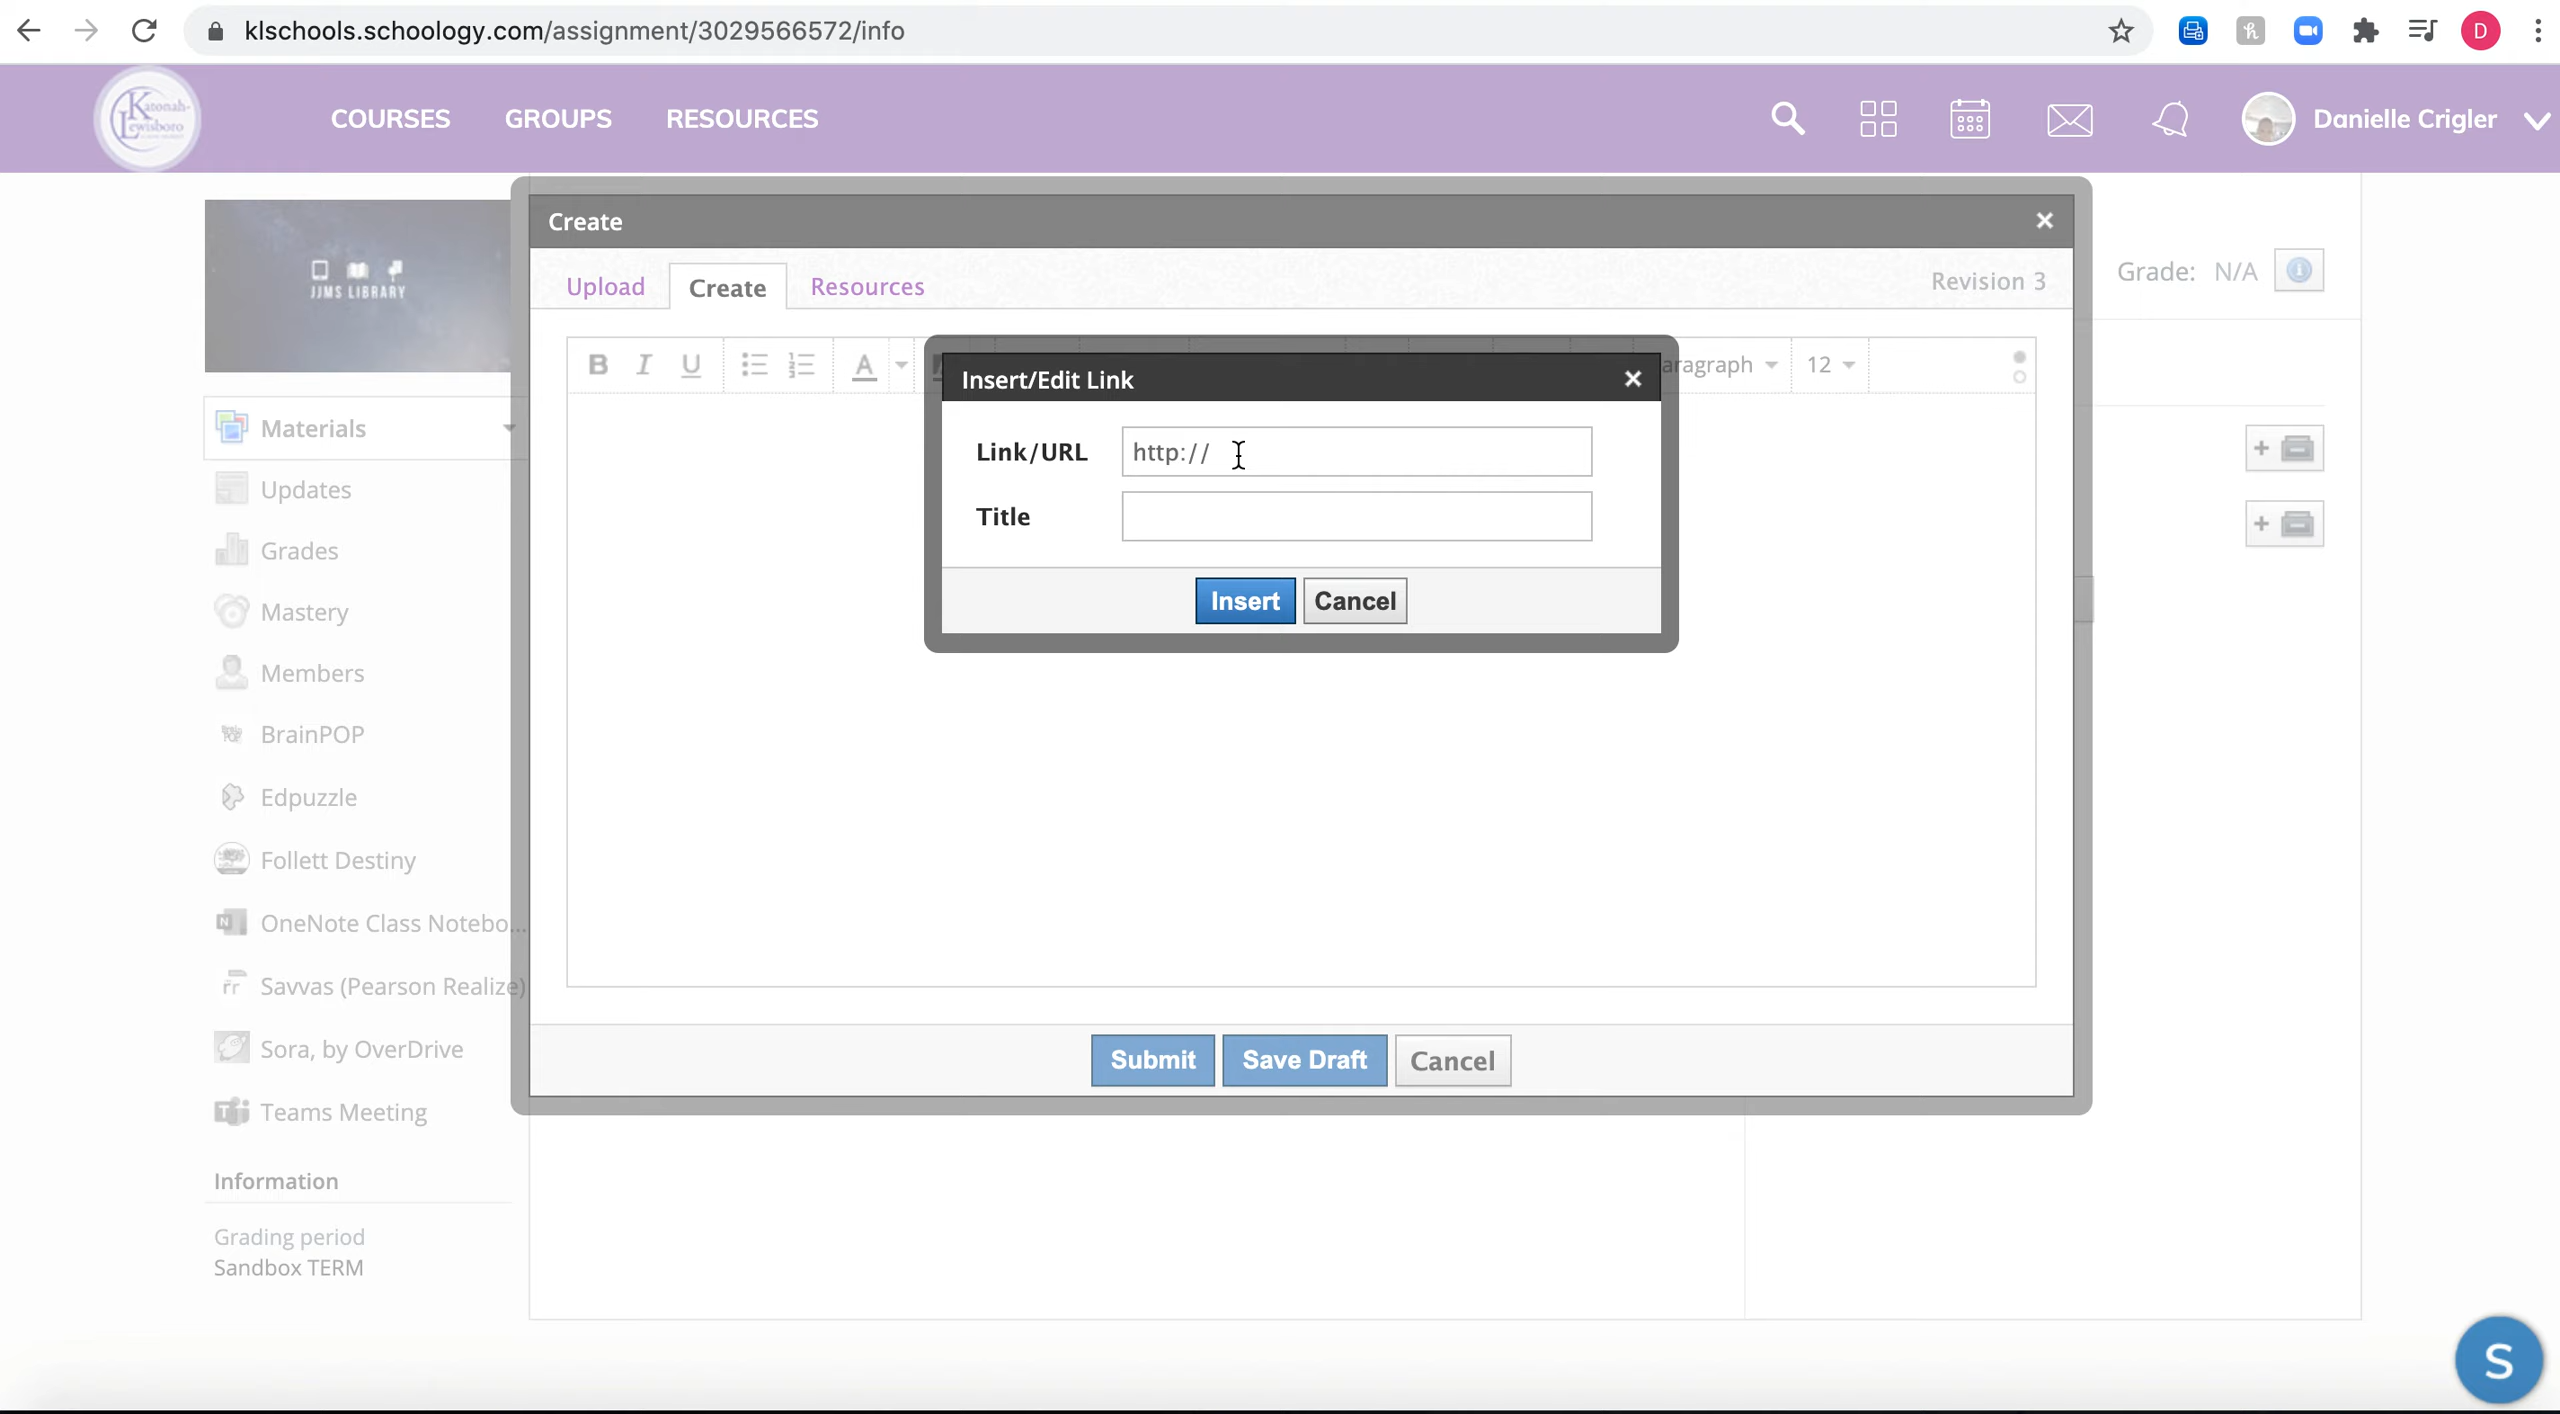 klschools.schoology.com/assignment/3029566572/info
D
Katonah-
Lewisboro
COURSES
GROUPS
RESOURCES
Danielle Crigler
JJMS LIBRARY
Materials
Updates
Grades
Mastery
Members
BrainPOP
Edpuzzle
Follett Destiny
OneNote Class Notebo...
Savvas (Pearson Realize)
Sora, by OverDrive
Teams Meeting
Information
Grading period
Sandbox TERM
Create
Upload
Create
Resources
Revision 3
B I U A
aragraph
12
Insert/Edit Link
Link/URL
http://
Title
Insert
Cancel
Submit
Save Draft
Cancel
Grade: N/A
S